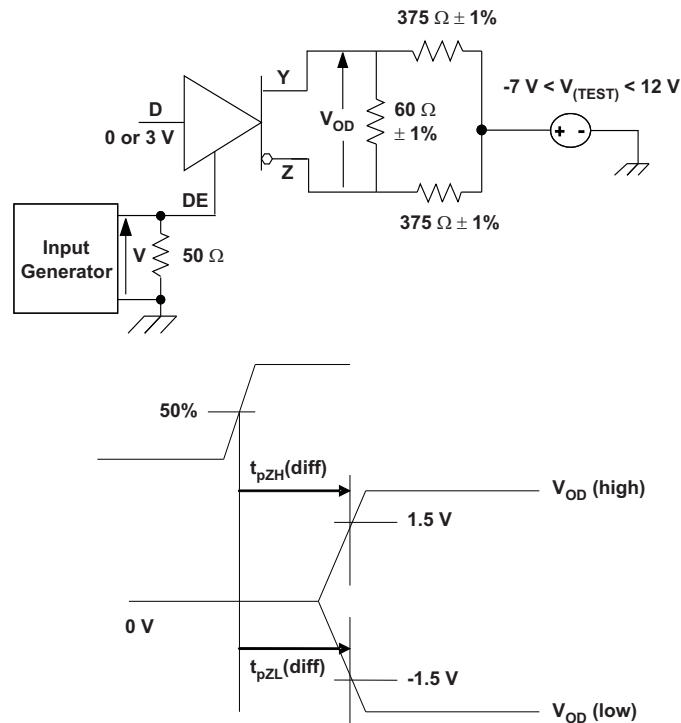 375 Ω ± 1%
Y
-7 V < V(TEST) < 12 V
D
0 or 3 V
VOD
60 Ω
± 1%
+ -
Z
DE
375 Ω ± 1%
Input
Generator
V
50 Ω
50%
tpZH(diff)
VOD (high)
1.5 V
0 V
tpZL(diff)
-1.5 V
VOD (low)